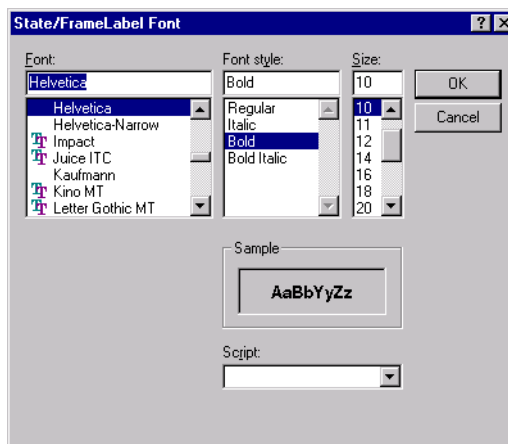 State/FrameLabel Font
Font:
Helvetica
Helvetica
Helvetica-Narrow
Impact
Juice ITC
Kaufmann
Kino MT
Letter Gothic MT
Font style:
Bold
Regular
Italic
Bold
Bold Italic
Size:
10
10
11
12
14
16
18
20
OK
Cancel
Sample
AaBbYyZz
Script: